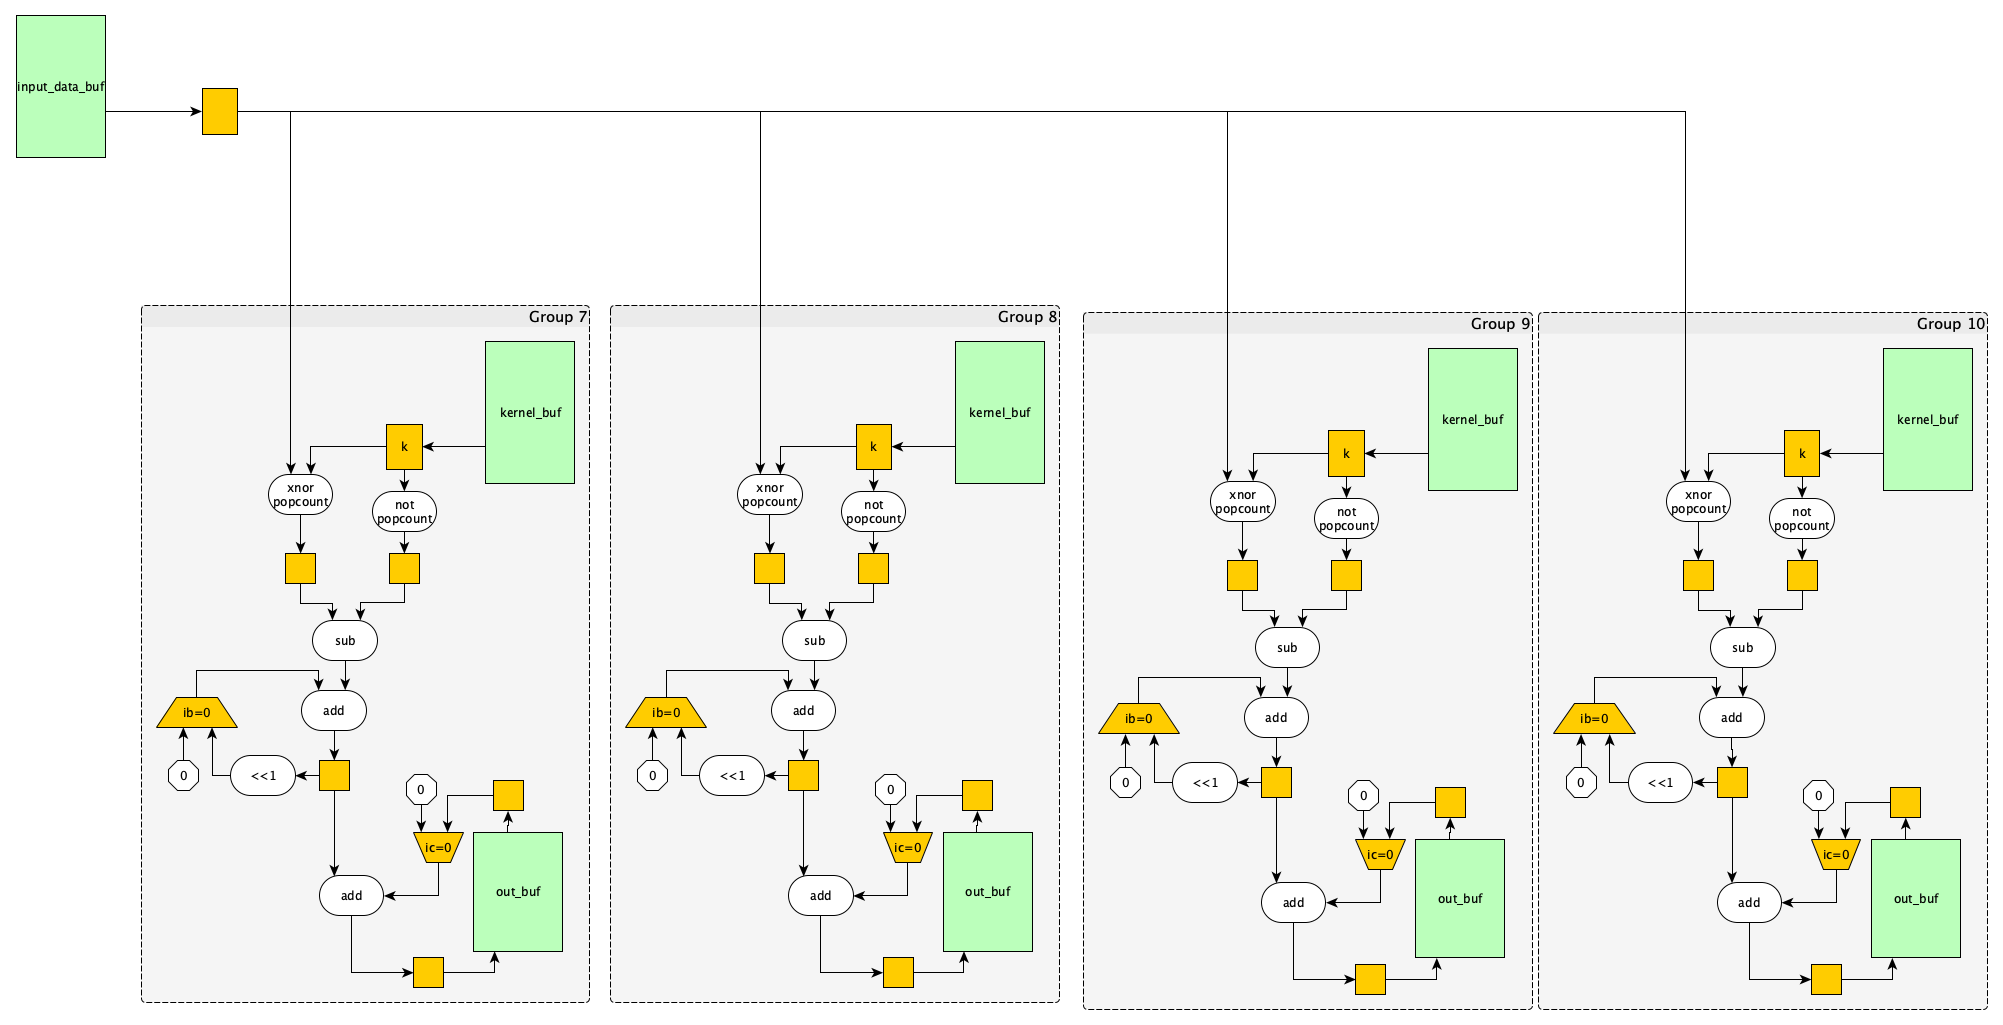 input_data_buf
Group 7
kernel_buf
k
xnor
popcount
not
popcount
sub
ib=0
add
0
<<1
0
ic=0
add
out_buf
Group 8
kernel_buf
k
xnor
popcount
not
popcount
sub
ib=0
add
0
<<1
0
ic=0
add
out_buf
Group 9
kernel_buf
k
xnor
popcount
not
popcount
sub
ib=0
add
0
<<1
0
ic=0
add
out_buf
Group 10
kernel_buf
k
xnor
popcount
not
popcount
sub
ib=0
add
0
<<1
0
ic=0
add
out_buf